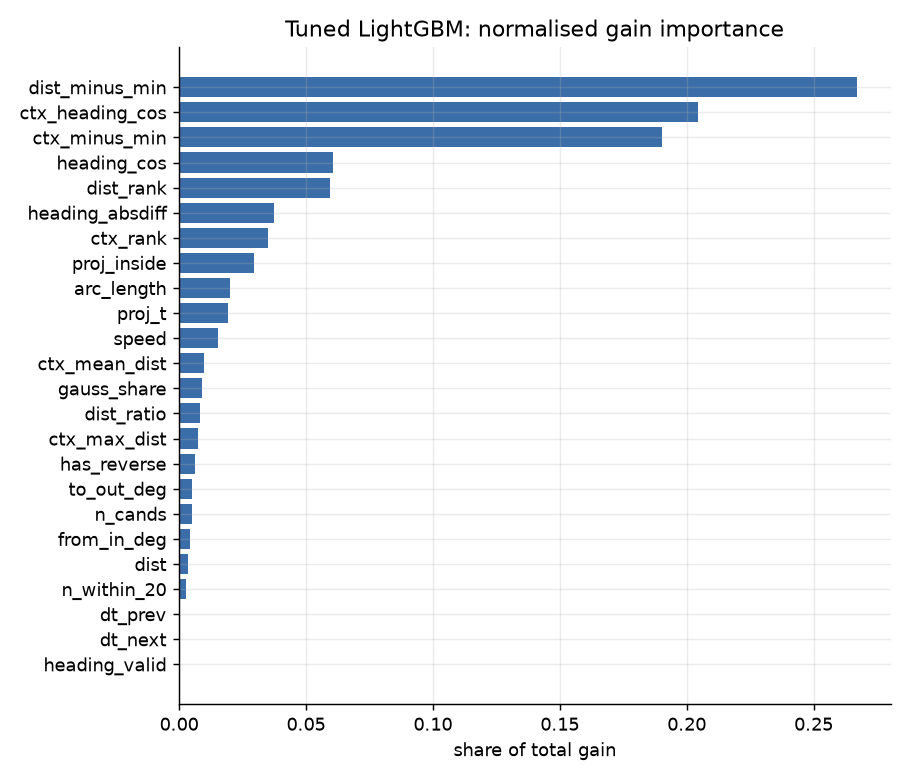 Tuned LightGBM: normalised gain importance
dist_minus_min
ctx_heading_cos
ctx_minus_min
heading_cos
dist_rank
heading_absdiff
ctx_rank
proj_inside
arc_length
proj_t
speed
ctx_mean_dist
gauss_share
dist_ratio
ctx_max_dist
has_reverse
to_out_deg
n_cands
from_in_deg
dist
n_within_20
dt_prev
dt_next
heading_valid
0.00 0.05 0.10 0.15 0.20 0.25
share of total gain